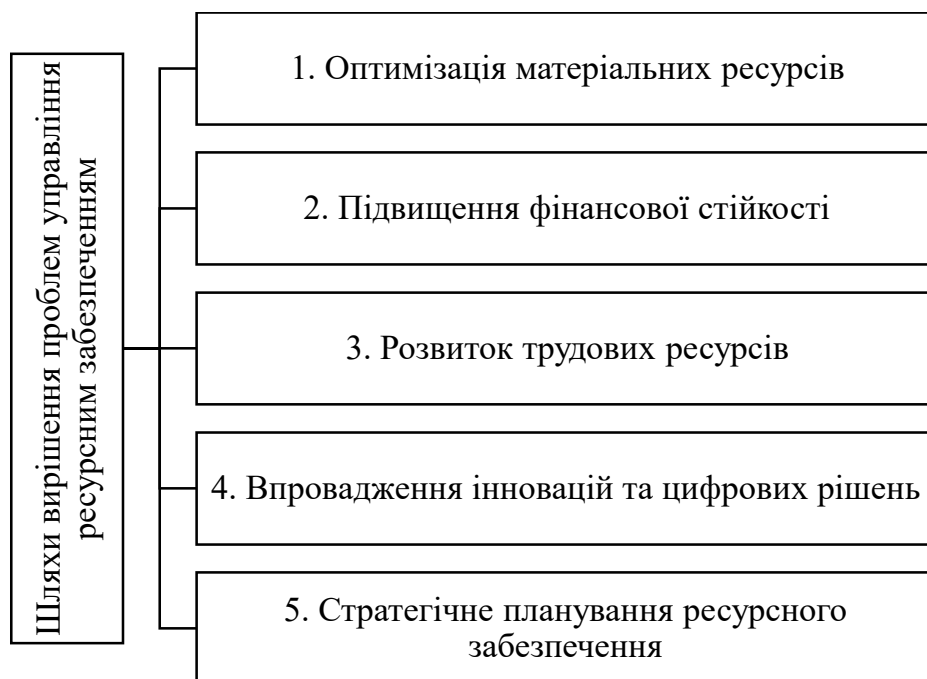 Шляхи вирішення проблем управління
ресурсним забезпеченням
1. Оптимізація матеріальних ресурсів
2. Підвищення фінансової стійкості
3. Розвиток трудових ресурсів
4. Впровадження інновацій та цифрових рішень
5. Стратегічне планування ресурсного
забезпечення